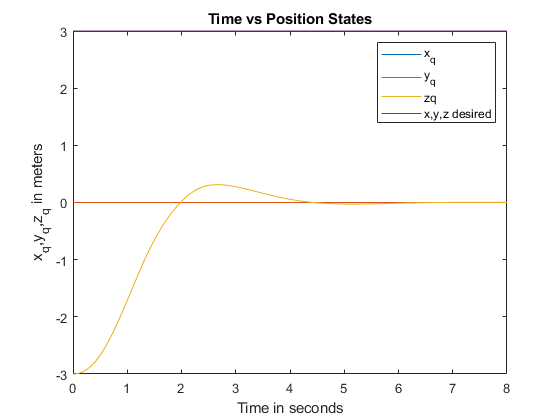 Time vs Position States
3
2
1
0
-1
-2
-3
x_q,y_q,z_q in meters
x_q
y_q
zq
x,y,z desired
0 1 2 3 4 5 6 7 8
Time in seconds